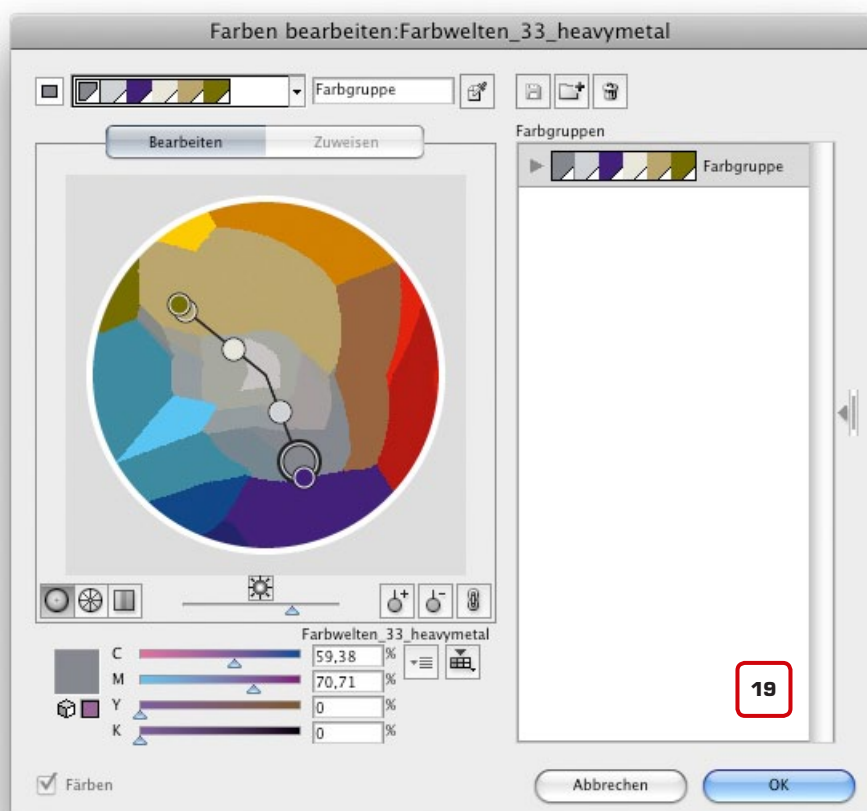 Farben bearbeiten:Farbwelten_33_heavymetal
Farbgruppe
Farbgruppen
Bearbeiten
Zuweisen
Farbgruppe
Farbwelten_33_heavymetal
C 59,38 %
M 70,71 %
Y 0 %
K 0 %
19
Färben
Abbrechen
OK